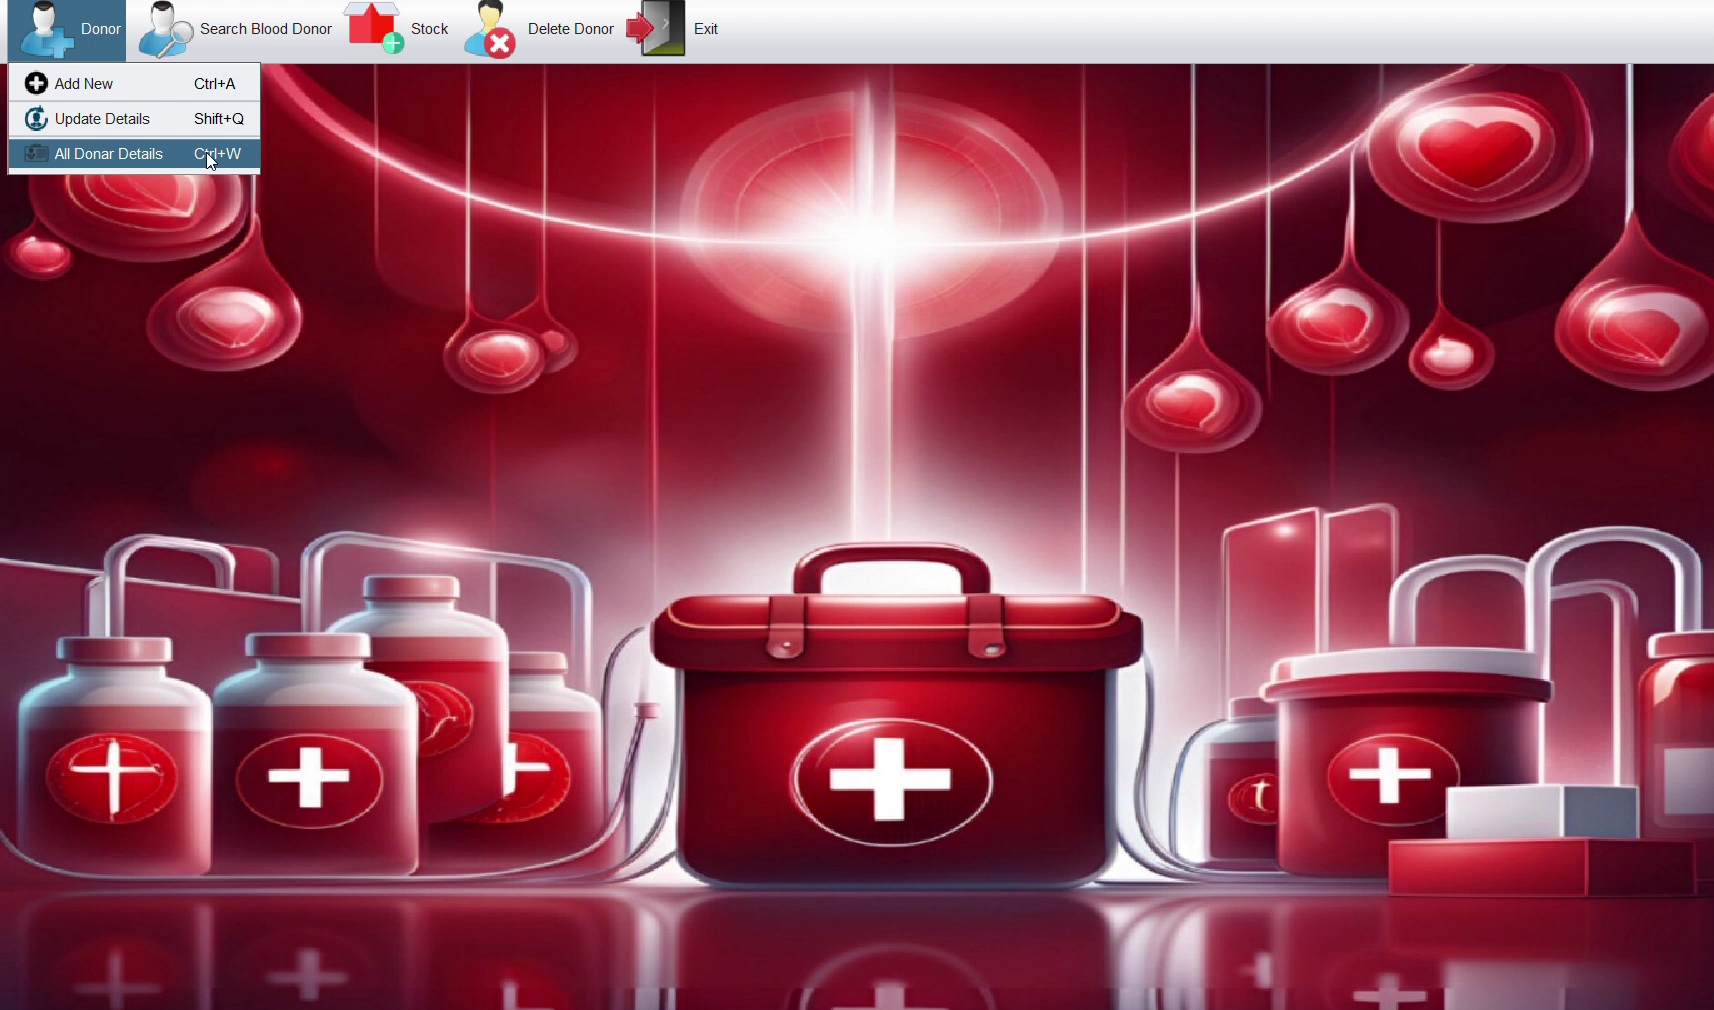 Donor Search Blood Donor Stock Delete Donor Exit
Add New Ctrl+A
Update Details Shift+Q
All Donar Details Ctrl+W